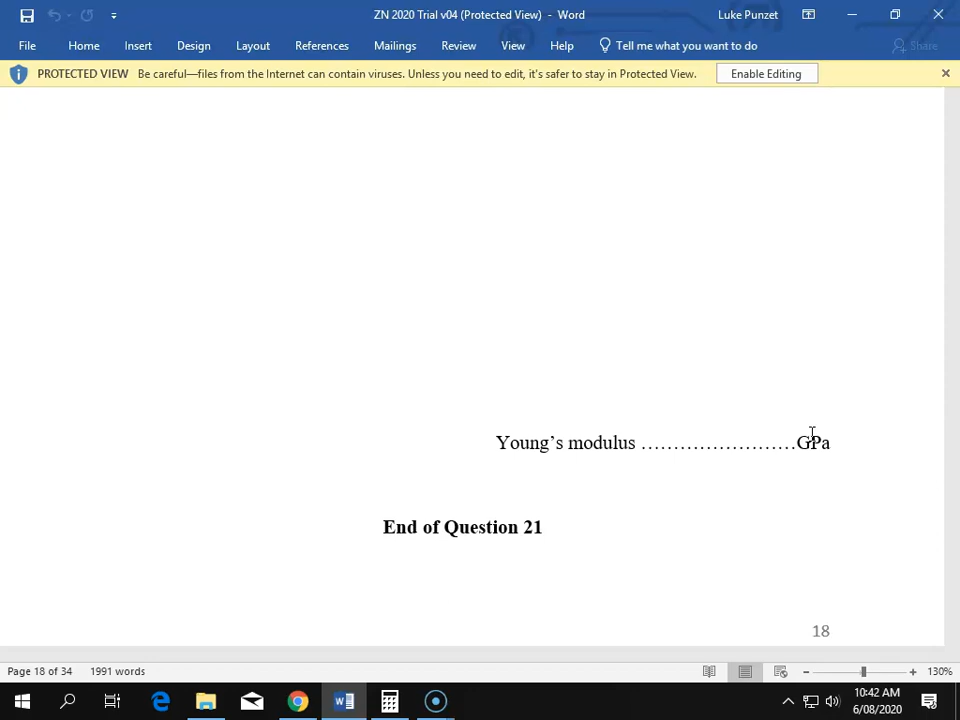 ZN 2020 Trial v04 (Protected View) - Word
Luke Punzet
File Home Insert Design Layout References Mailings Review View Help Tell me what you want to do Share
PROTECTED VIEW Be careful—files from the Internet can contain viruses. Unless you need to edit, it's safer to stay in Protected View. Enable Editing
Young’s modulus ……………………GPa
End of Question 21
18
Page 18 of 34 1991 words 130%
10:42 AM
6/08/2020